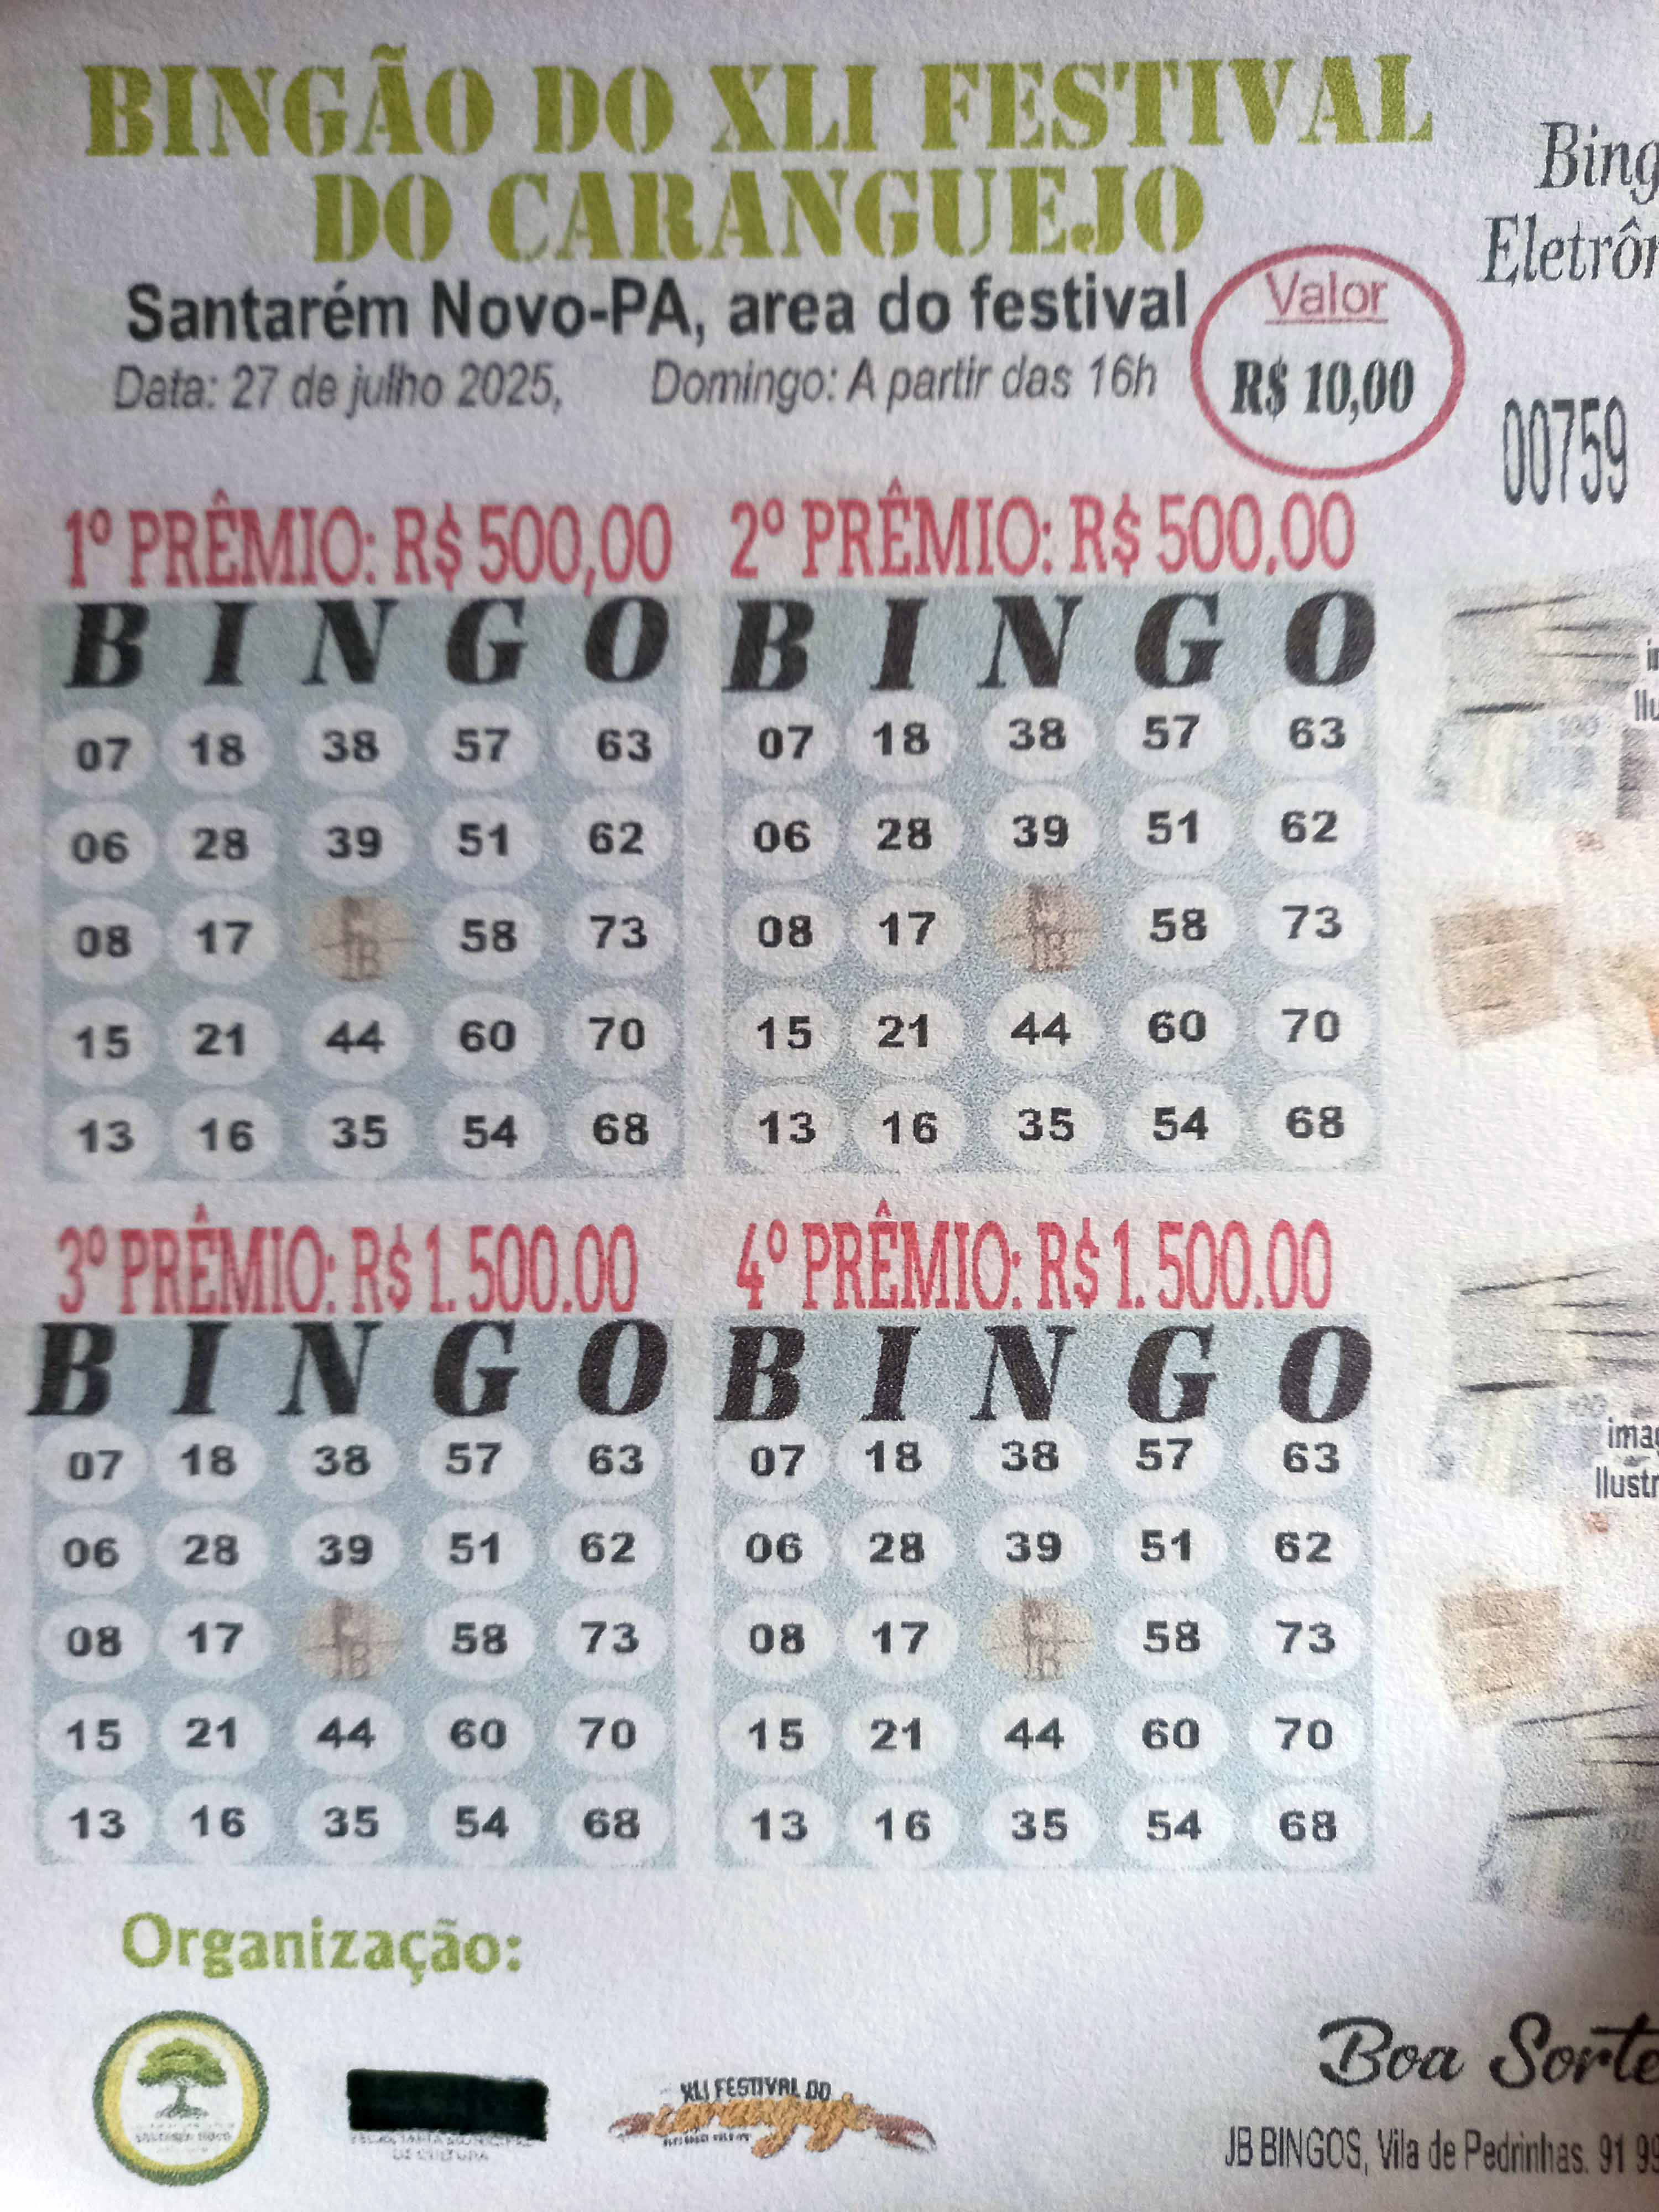 BINGÃO DO XLI FESTIVAL
DO CARANGUEJO
Santarém Novo-PA, area do festival
Data: 27 de julho 2025, Domingo: A partir das 16h
Valor
R$ 10,00
Bing
Eletrôn
00759
1º PRÊMIO: R$ 500,00 2º PRÊMIO: R$ 500,00
B I N G O B I N G O
07 18 38 57 63 07 18 38 57 63
06 28 39 51 62 06 28 39 51 62
08 17 JB 58 73 08 17 JB 58 73
15 21 44 60 70 15 21 44 60 70
13 16 35 54 68 13 16 35 54 68
3º PRÊMIO: R$ 1.500.00 4º PRÊMIO: R$ 1.500.00
B I N G O B I N G O
07 18 38 57 63 07 18 38 57 63
06 28 39 51 62 06 28 39 51 62
08 17 JB 58 73 08 17 JB 58 73
15 21 44 60 70 15 21 44 60 70
13 16 35 54 68 13 16 35 54 68
imag
Ilustr
Organização:
XLI FESTIVAL DO
caranguejo
DE CULTURA
Boa Sorte
JB BINGOS, Vila de Pedrinhas. 91 99